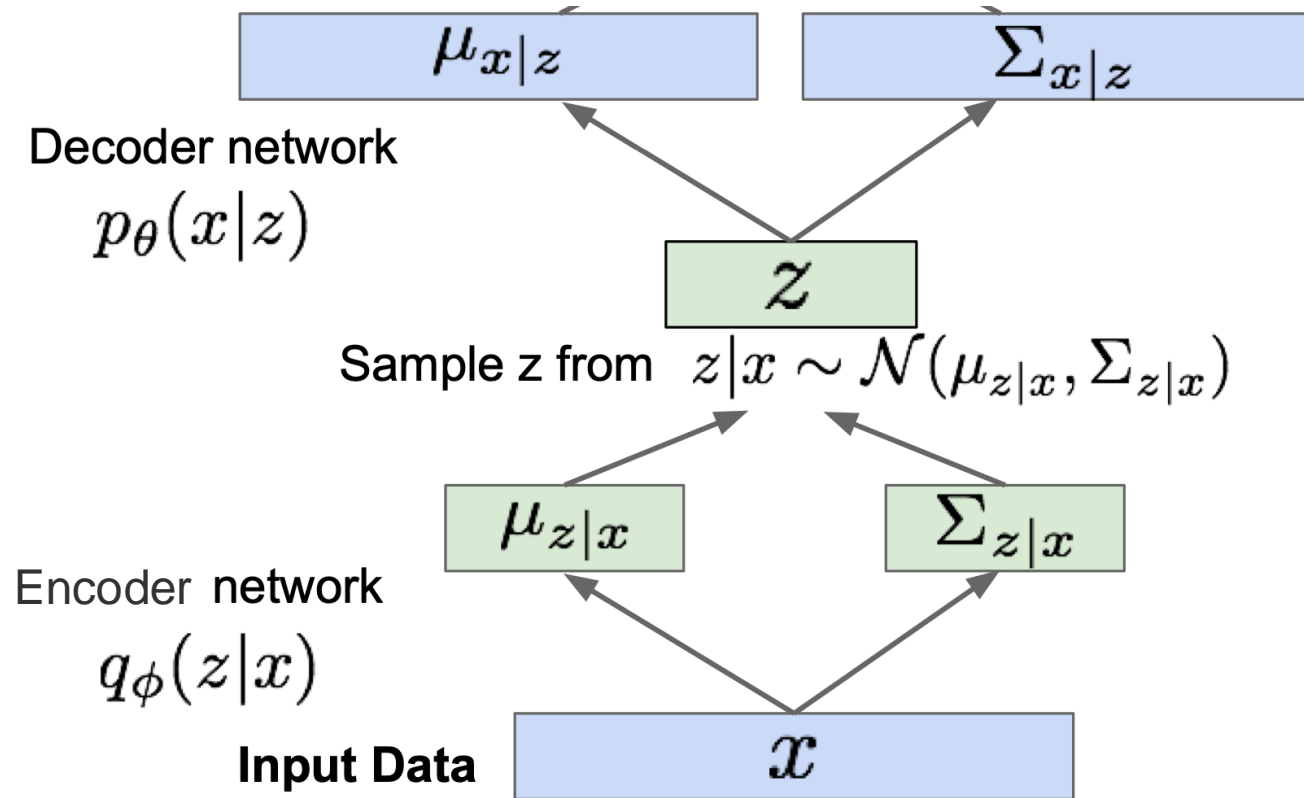 μ_{x|z} Σ_{x|z}
Decoder network
p_θ(x|z)
z
Sample z from z|x ∼ 𝒩(μ_{z|x}, Σ_{z|x})
μ_{z|x} Σ_{z|x}
Encoder network
q_ϕ(z|x)
Input Data x